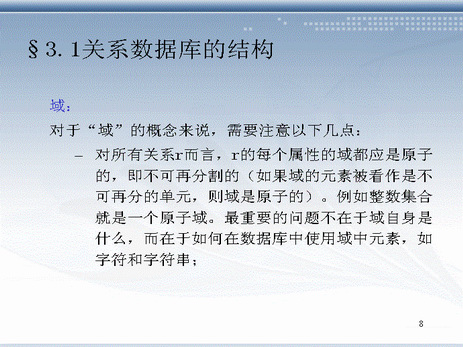 §3.1关系数据库的结构
域:
对于“域”的概念来说，需要注意以下几点:
– 对所有关系r而言，r的每个属性的域都应是原子
的，即不可再分割的（如果域的元素被看作是不
可再分的单元，则域是原子的）。例如整数集合
就是一个原子域。最重要的问题不在于域自身是
什么，而在于如何在数据库中使用域中元素，如
字符和字符串;
8